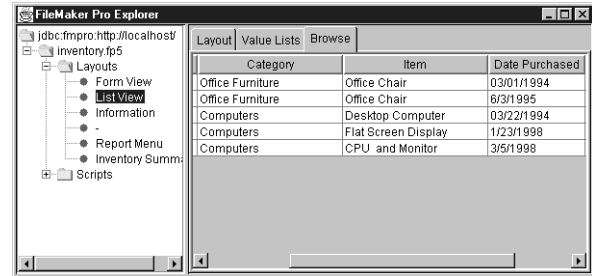 FileMaker Pro Explorer
jdbc:fmpro:http://localhost/
inventory.fp5
Layouts
Form View
List View
Information
-
Report Menu
Inventory Summa
Scripts
Layout Value Lists Browse
Category Item Date Purchased
Office Furniture Office Chair 03/01/1994
Office Furniture Office Chair 6/3/1995
Computers Desktop Computer 03/22/1994
Computers Flat Screen Display 1/23/1998
Computers CPU and Monitor 3/5/1998